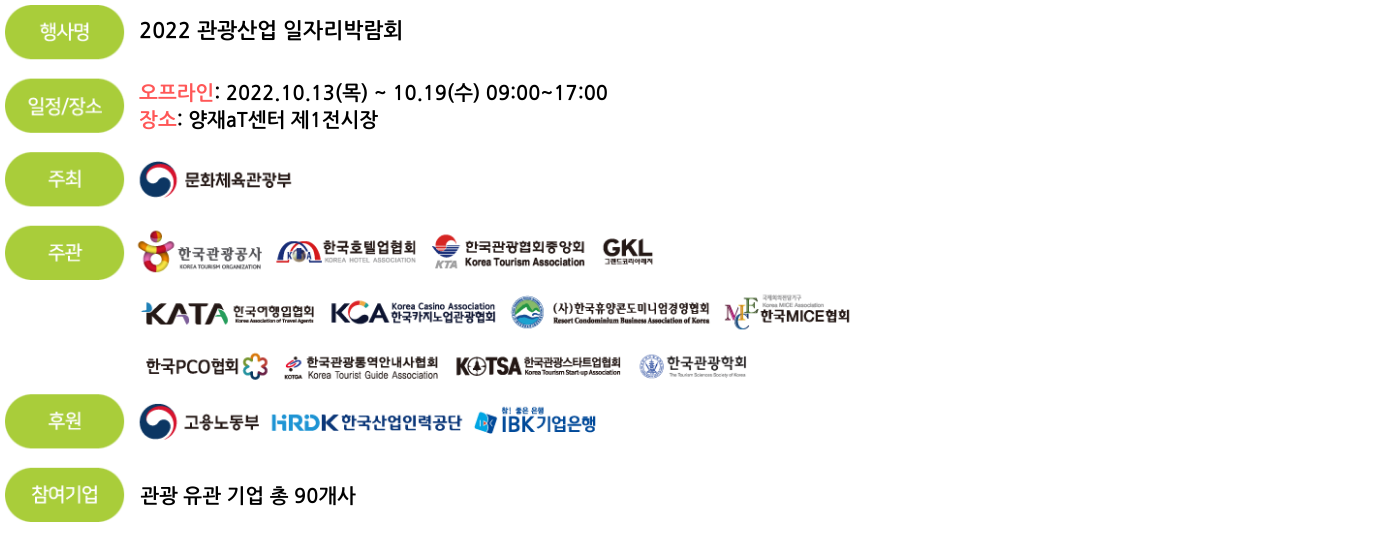 행사명 2022 관광산업 일자리박람회
일정/장소 오프라인: 2022.10.13(목) ~ 10.19(수) 09:00~17:00
장소: 양재aT센터 제1전시장
주최 문화체육관광부
주관 한국관광공사 KOREA TOURISM ORGANIZATION KHA 한국호텔업협회 KOREA HOTEL ASSOCIATION KTA 한국관광협회중앙회 Korea Tourism Association GKL 그랜드코리아레저
KATA 한국여행업협회 Korea Association of Travel Agents KCA Korea Casino Association 한국카지노업관광협회 (사)한국휴양콘도미니엄경영협회 Resort Condominium Business Association of Korea MICE 국제회의전담기구 Korea MICE Association 한국MICE협회
한국PCO협회 KOTGA 한국관광통역안내사협회 Korea Tourist Guide Association KOTSA 한국관광스타트업협회 Korea Tourism Start-up Association 한국관광학회 The Tourism Sciences Society of Korea
후원 고용노동부 HRDK 한국산업인력공단 참! 좋은 은행 IBK기업은행
참여기업 관광 유관 기업 총 90개사